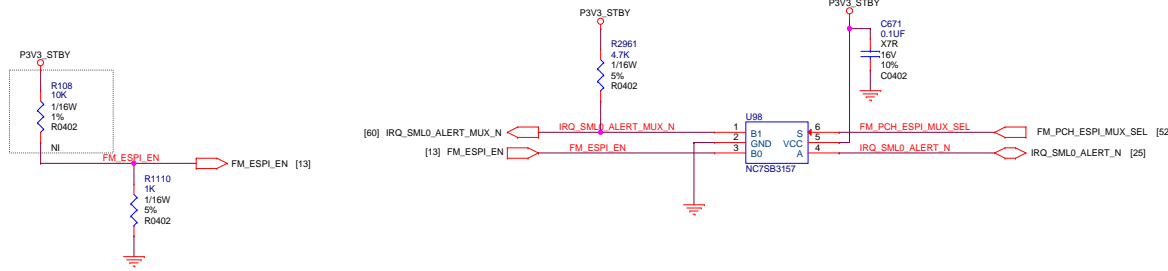 P3V3_STBY
R108
10K
1/16W
1%
R0402
NI
FM_ESPI_EN
FM_ESPI_EN [13]
R1110
1K
1/16W
5%
R0402
P3V3_STBY
R2961
4.7K
1/16W
5%
R0402
P3V3_STBY
C671
0.1UF
X7R
16V
10%
C0402
[60] IRQ_SML0_ALERT_MUX_N
IRQ_SML0_ALERT_MUX_N
[13] FM_ESPI_EN
FM_ESPI_EN
U98
1 B1 S 6
2 GND VCC 5
3 B0 A 4
NC7SB3157
FM_PCH_ESPI_MUX_SEL
FM_PCH_ESPI_MUX_SEL [52
IRQ_SML0_ALERT_N
IRQ_SML0_ALERT_N [25]